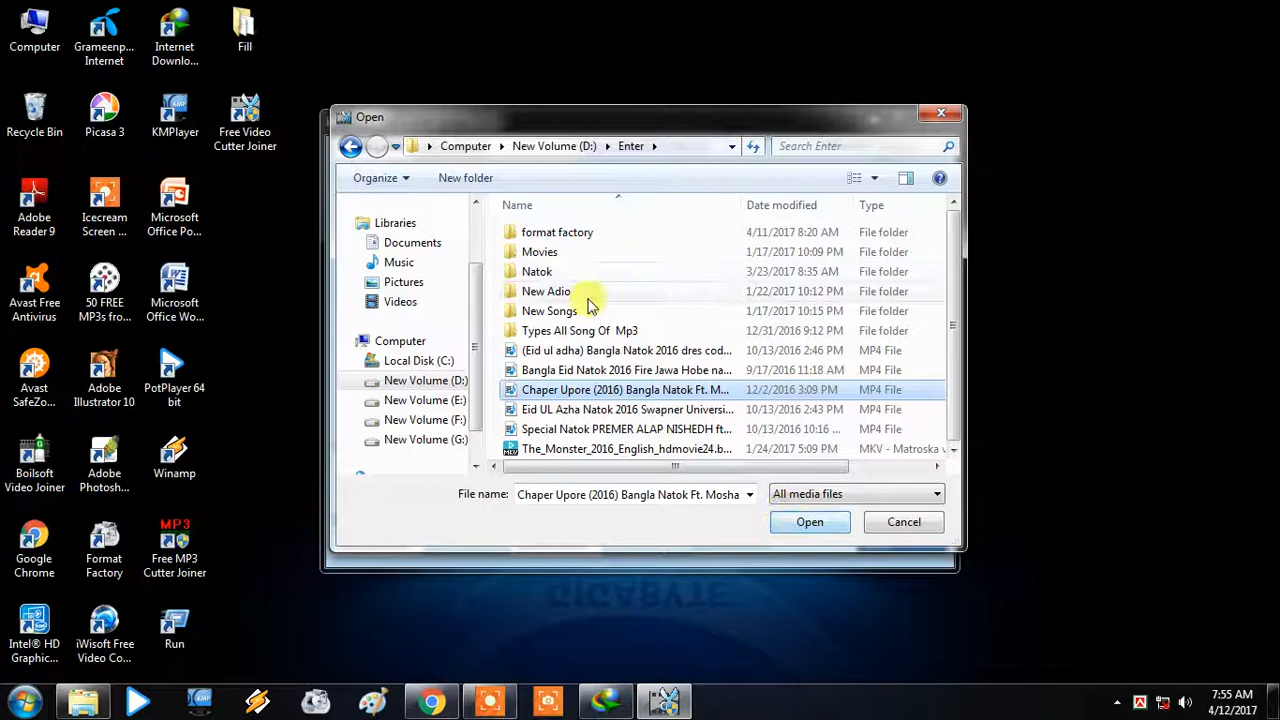 Computer
Grameenp... Internet
Internet Downlo...
Fill
Recycle Bin
Picasa 3
KMPlayer
Free Video Cutter Joiner
Adobe Reader 9
Icecream Screen ...
Microsoft Office Po...
Avast Free Antivirus
50 FREE MP3s fro...
Microsoft Office Wo...
Avast SafeZo...
Adobe Illustrator 10
PotPlayer 64 bit
Boilsoft Video Joiner
Adobe Photosh...
Winamp
Google Chrome
Format Factory
MP3
Free MP3 Cutter Joiner
Intel® HD Graphic...
iWisoft Free Video Co...
Run
Open
Computer
New Volume (D:)
Enter
Search Enter
Organize
New folder
Libraries
Documents
Music
Pictures
Videos
Computer
Local Disk (C:)
New Volume (D:)
New Volume (E:)
New Volume (F:)
New Volume (G:)
Name Date modified Type
format factory 4/11/2017 8:20 AM File folder
Movies 1/17/2017 10:09 PM File folder
Natok 3/23/2017 8:35 AM File folder
New Adio 1/22/2017 10:12 PM File folder
New Songs 1/17/2017 10:15 PM File folder
Types All Song Of Mp3 12/31/2016 9:12 PM File folder
(Eid ul adha) Bangla Natok 2016 dres cod... 10/13/2016 2:46 PM MP4 File
Bangla Eid Natok 2016 Fire Jawa Hobe na... 9/17/2016 11:18 AM MP4 File
Chaper Upore (2016) Bangla Natok Ft. M... 12/2/2016 3:09 PM MP4 File
Eid UL Azha Natok 2016 Swapner Universi... 10/13/2016 2:43 PM MP4 File
Special Natok PREMER ALAP NISHEDH ft... 10/13/2016 10:16 ... MP4 File
The_Monster_2016_English_hdmovie24.b... 1/24/2017 5:09 PM MKV - Matroska v
File name: Chaper Upore (2016) Bangla Natok Ft. Mosha
All media files
Open
Cancel
GIGABYTE
7:55 AM
4/12/2017